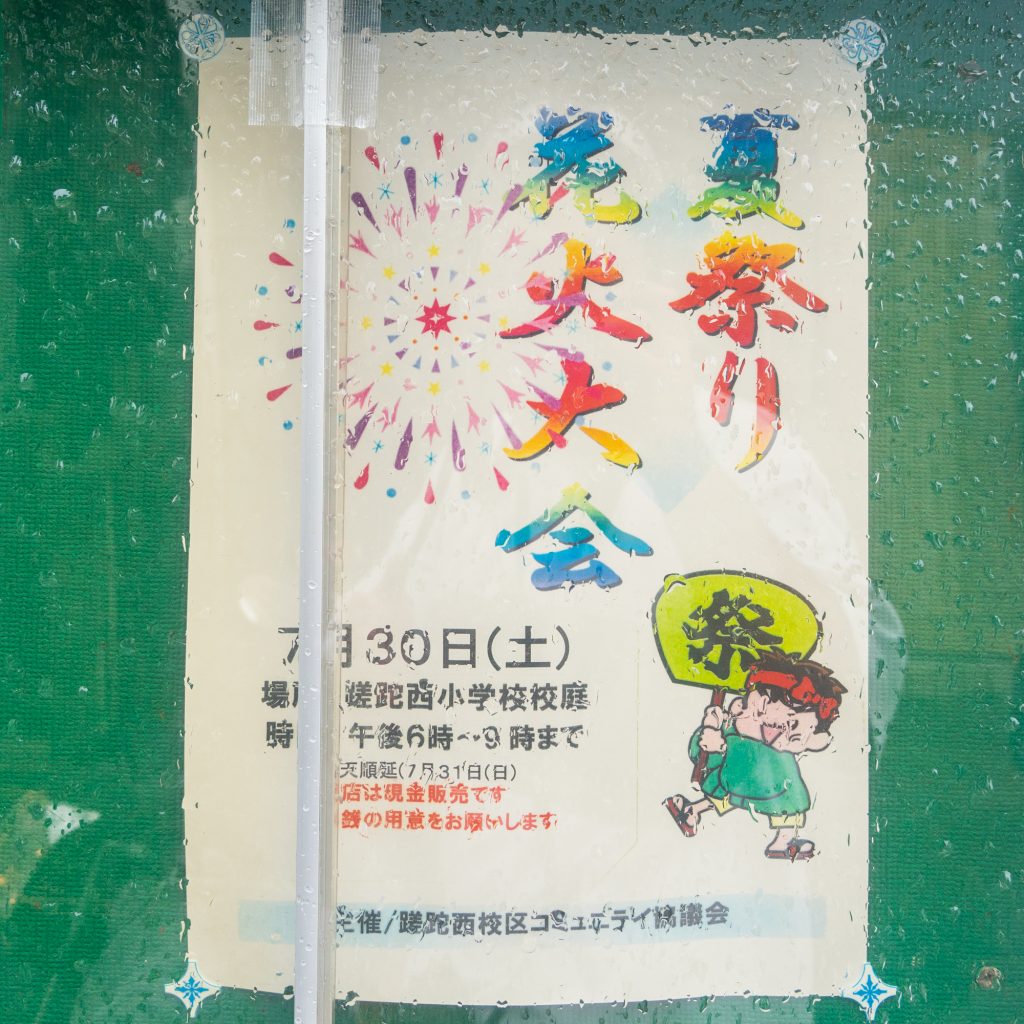 夏祭り
花火大会
祭
7月30日(土)
場所 蹉跎西小学校校庭
時 午後6時~9時まで
天順延(7月31日(日)
店は現金販売です
銭の用意をお願いします
主催/蹉跎西校区コミュニティ協議会